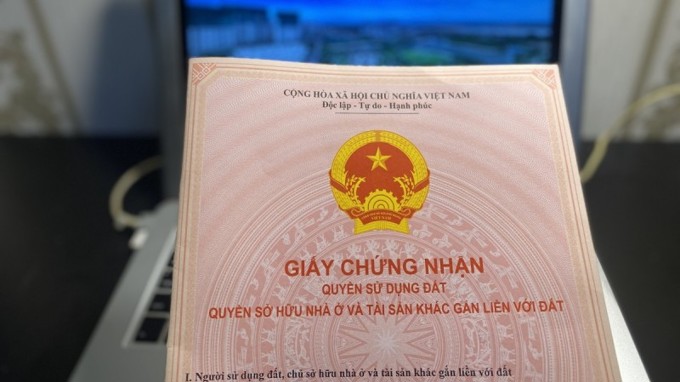 CỘNG HÒA XÃ HỘI CHỦ NGHĨA VIỆT NAM
Độc lập - Tự do - Hạnh phúc
GIẤY CHỨNG NHẬN
QUYỀN SỬ DỤNG ĐẤT
QUYỀN SỞ HỮU NHÀ Ở VÀ TÀI SẢN KHÁC GẮN LIỀN VỚI ĐẤT
I. Người sử dụng đất, chủ sở hữu nhà ở và tài sản khác gắn liền với đất